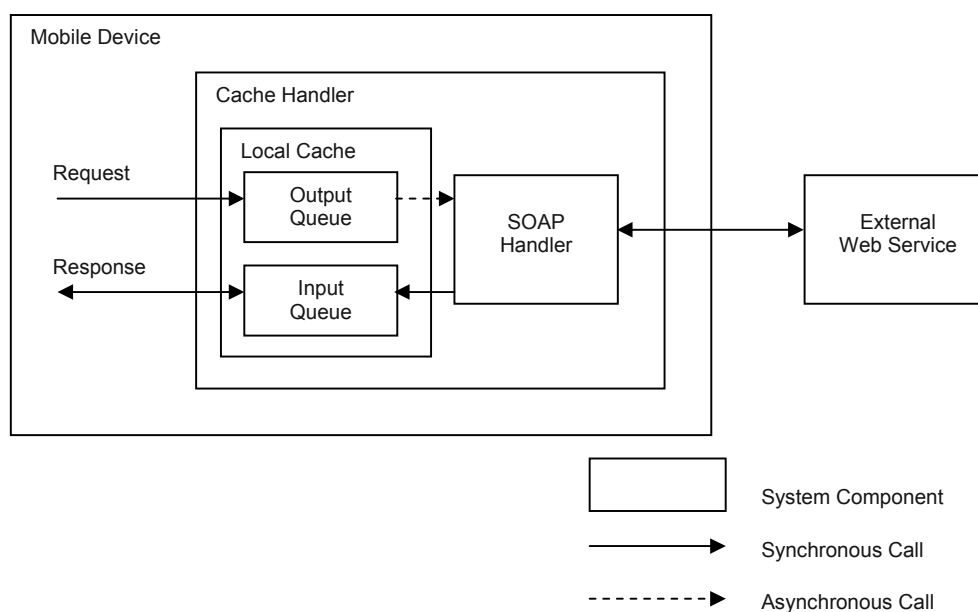 Mobile Device
Cache Handler
Local Cache
Request
Output
Queue
SOAP
Handler
External
Web Service
Response
Input
Queue
System Component
Synchronous Call
Asynchronous Call